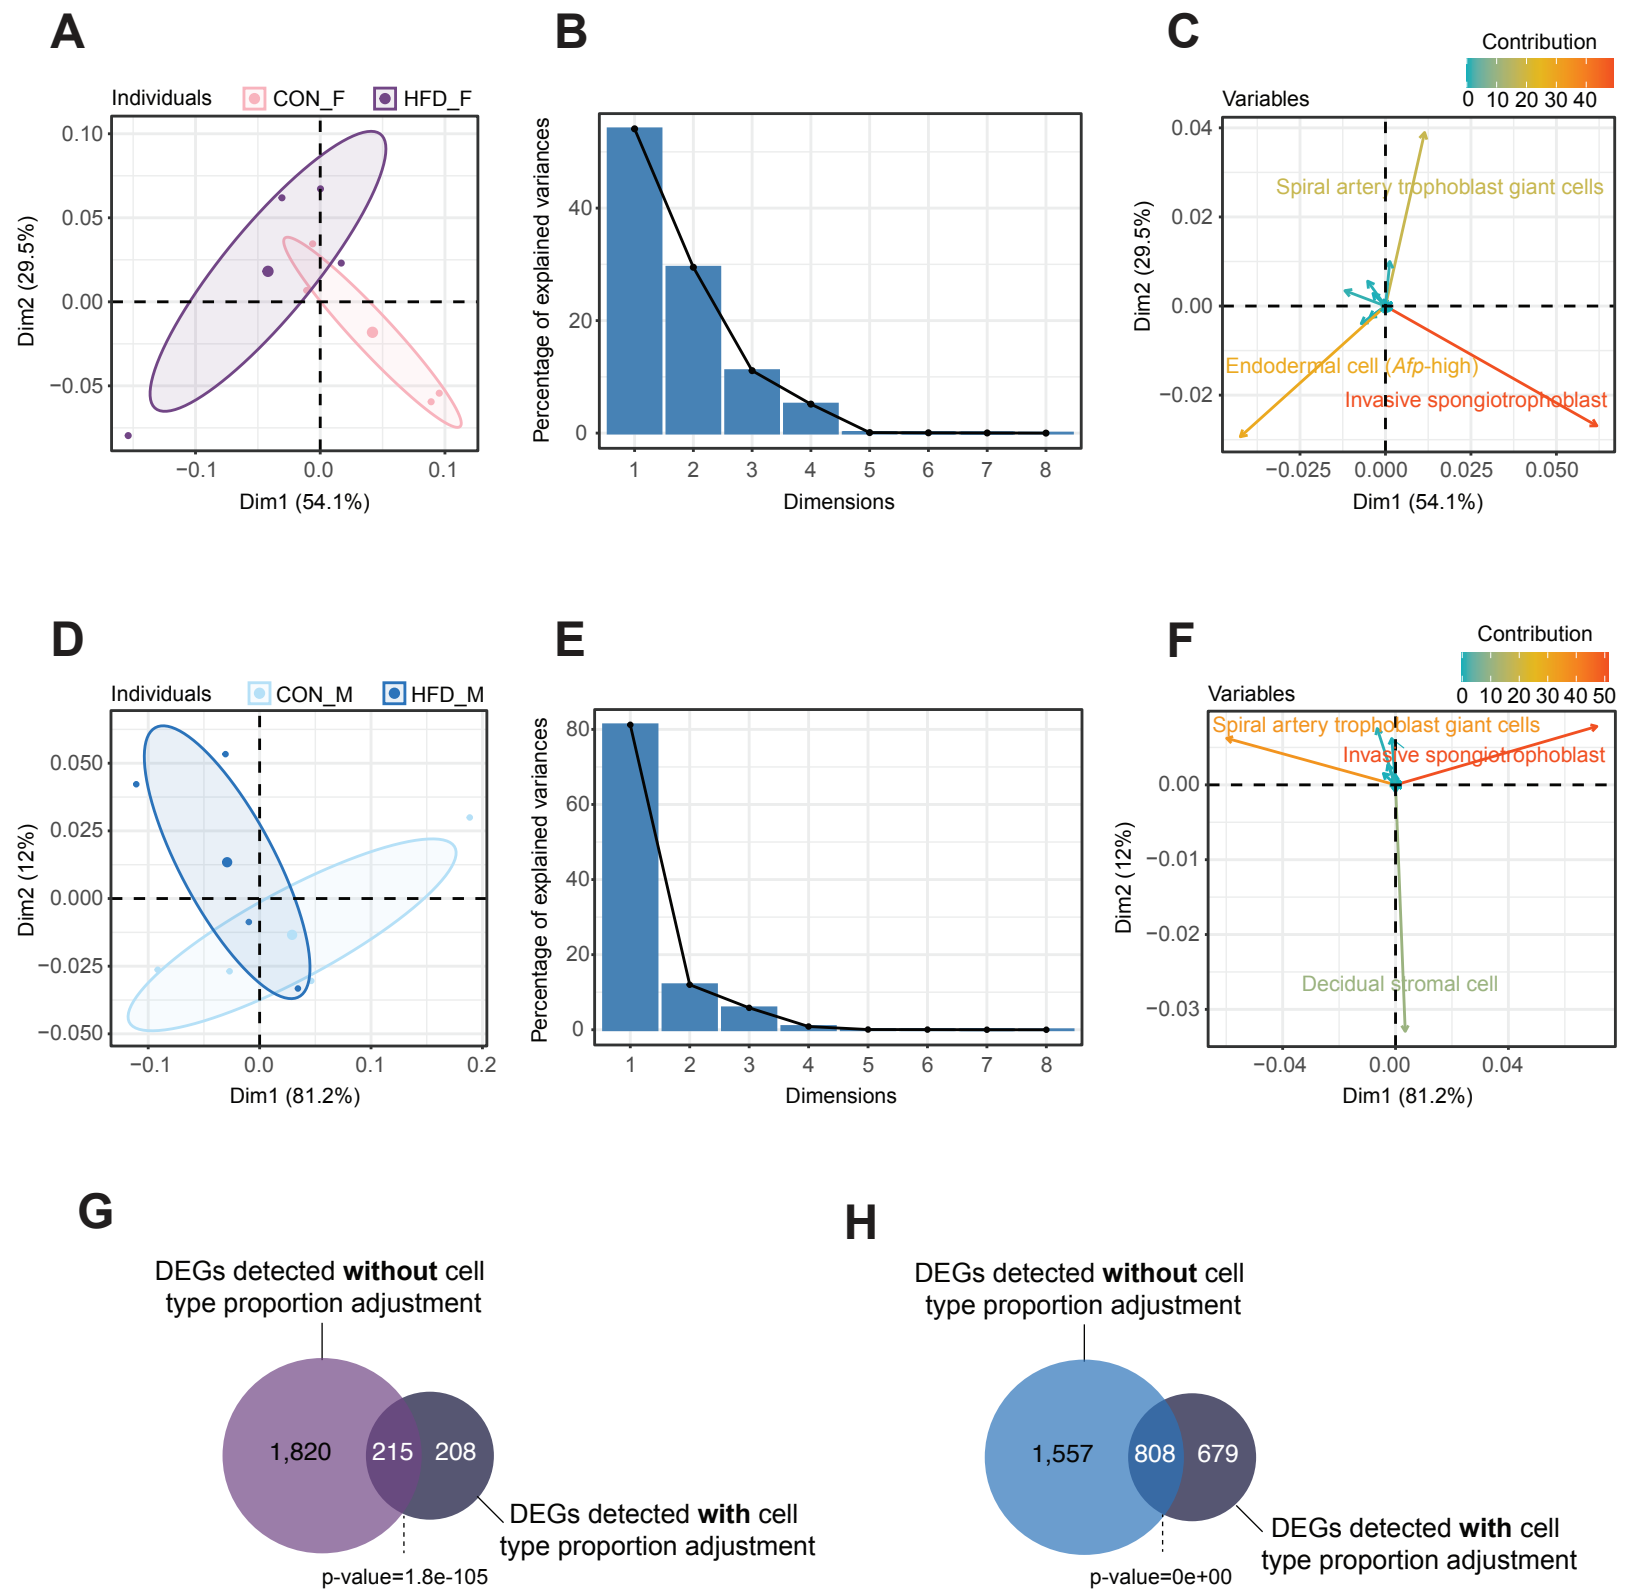 A
Individuals CON_F HFD_F
0.10
0.05
0.00
−0.05
−0.1 0.0 0.1
Dim1 (54.1%)
Dim2 (29.5%)
B
Percentage of explained variances
40
20
0
1 2 3 4 5 6 7 8
Dimensions
C
Contribution
0 10 20 30 40
Variables
0.04
0.02
0.00
−0.02
Spiral artery trophoblast giant cells
Endodermal cell (Afp-high)
Invasive spongiotrophoblast
−0.025 0.000 0.025 0.050
Dim1 (54.1%)
Dim2 (29.5%)
D
Individuals CON_M HFD_M
0.050
0.025
0.000
−0.025
−0.050
−0.1 0.0 0.1 0.2
Dim1 (81.2%)
Dim2 (12%)
E
Percentage of explained variances
80
60
40
20
0
1 2 3 4 5 6 7 8
Dimensions
F
Contribution
0 10 20 30 40 50
Variables
Spiral artery trophoblast giant cells
Invasive spongiotrophoblast
0.00
−0.01
−0.02
−0.03
Decidual stromal cell
−0.04 0.00 0.04
Dim1 (81.2%)
Dim2 (12%)
G
DEGs detected without cell
type proportion adjustment
1,820 215 208
DEGs detected with cell
type proportion adjustment
p-value=1.8e-105
H
DEGs detected without cell
type proportion adjustment
1,557 808 679
DEGs detected with cell
type proportion adjustment
p-value=0e+00